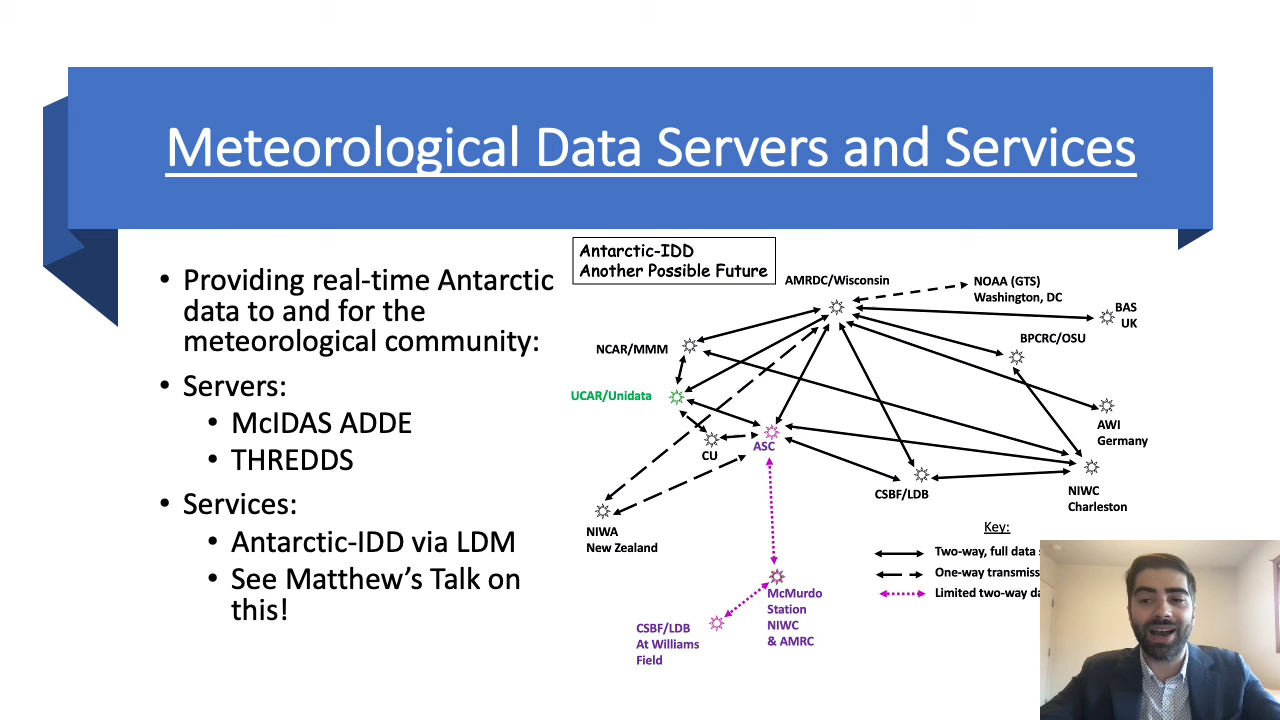 Meteorological Data Servers and Services
• Providing real-time Antarctic
data to and for the
meteorological community:
• Servers:
• McIDAS ADDE
• THREDDS
• Services:
• Antarctic-IDD via LDM
• See Matthew's Talk on
this!
Antarctic-IDD
Another Possible Future
AMRDC/Wisconsin
NOAA (GTS)
Washington, DC
BAS
UK
NCAR/MMM
BPCRC/OSU
UCAR/Unidata
AWI
Germany
CU
ASC
CSBF/LDB
NIWC
Charleston
NIWA
New Zealand
Key:
Two-way, full data
One-way
Limited two-way
McMurdo
Station
NIWC
& AMRC
CSBF/LDB
At Williams
Field